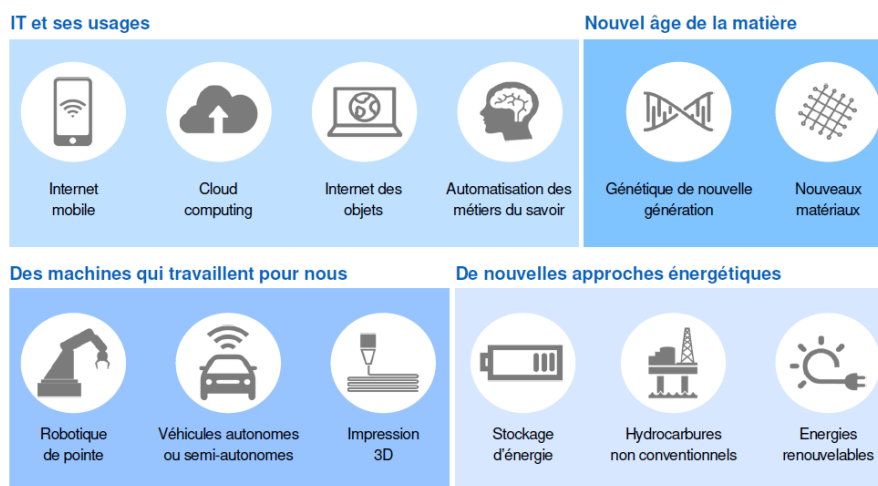 IT et ses usages
Nouvel âge de la matière
Internet
mobile
Cloud
computing
Internet des
objets
Automatisation des
métiers du savoir
Génétique de nouvelle
génération
Nouveaux
matériaux
Des machines qui travaillent pour nous
De nouvelles approches énergétiques
Robotique
de pointe
Véhicules autonomes
ou semi-autonomes
Impression
3D
Stockage
d'énergie
Hydrocarbures
non conventionnels
Energies
renouvelables